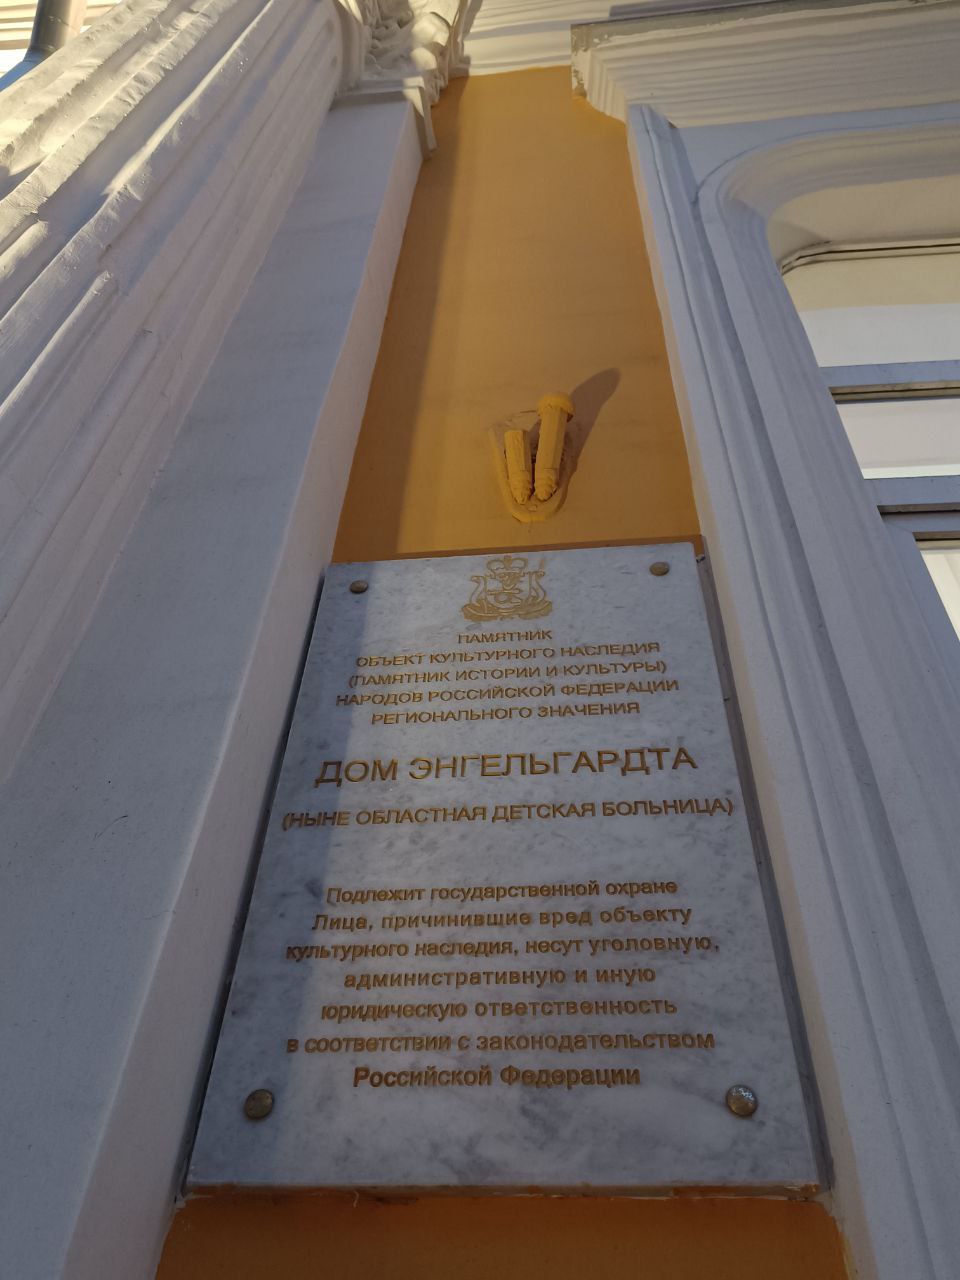 ПАМЯТНИК
ОБЪЕКТ КУЛЬТУРНОГО НАСЛЕДИЯ
(ПАМЯТНИК ИСТОРИИ И КУЛЬТУРЫ)
НАРОДОВ РОССИЙСКОЙ ФЕДЕРАЦИИ
РЕГИОНАЛЬНОГО ЗНАЧЕНИЯ
ДОМ ЭНГЕЛЬГАРДТА
(НЫНЕ ОБЛАСТНАЯ ДЕТСКАЯ БОЛЬНИЦА)
Подлежит государственной охране
Лица, причинившие вред объекту
культурного наследия, несут уголовную,
административную и иную
юридическую ответственность
в соответствии с законодательством
Российской Федерации